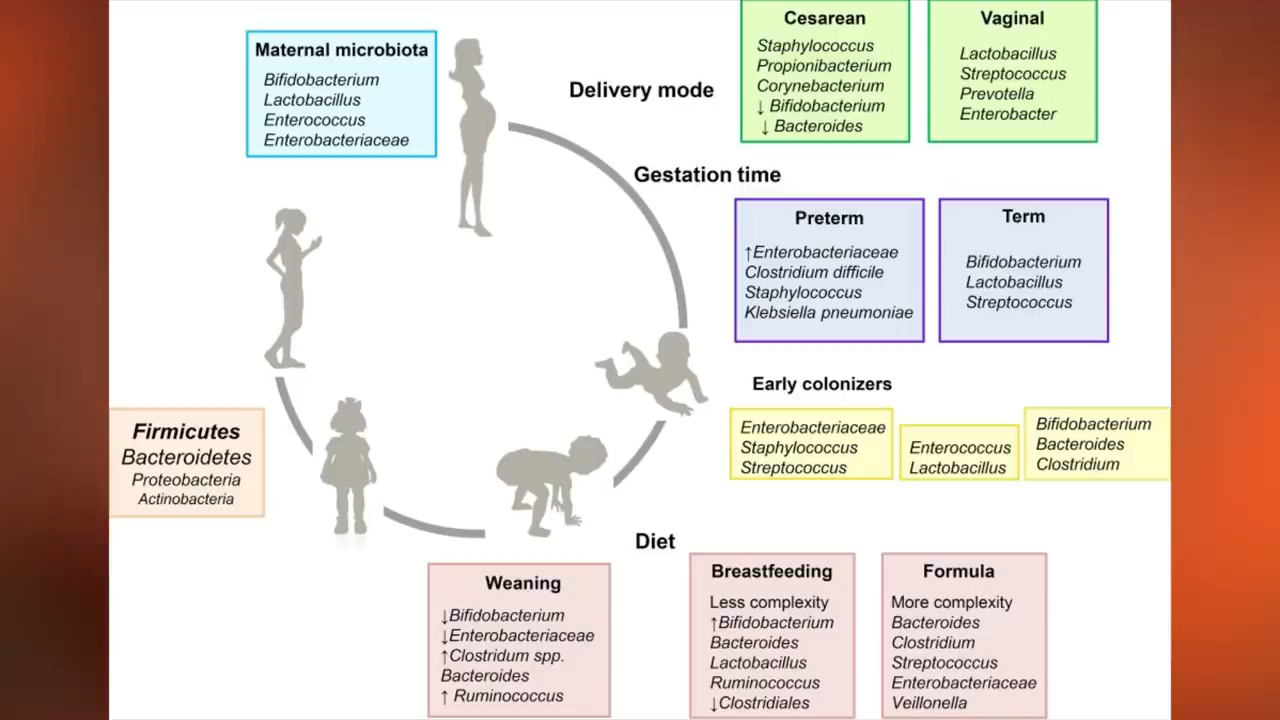 Maternal microbiota
Bifidobacterium
Lactobacillus
Enterococcus
Enterobacteriaceae
Delivery mode
Cesarean
Staphylococcus
Propionibacterium
Corynebacterium
↓ Bifidobacterium
↓ Bacteroides
Vaginal
Lactobacillus
Streptococcus
Prevotella
Enterobacter
Gestation time
Preterm
↑Enterobacteriaceae
Clostridium difficile
Staphylococcus
Klebsiella pneumoniae
Term
Bifidobacterium
Lactobacillus
Streptococcus
Early colonizers
Enterobacteriaceae
Staphylococcus
Streptococcus
Enterococcus
Lactobacillus
Bifidobacterium
Bacteroides
Clostridium
Firmicutes
Bacteroidetes
Proteobacteria
Actinobacteria
Diet
Weaning
↓Bifidobacterium
↓Enterobacteriaceae
↑Clostridum spp.
Bacteroides
↑ Ruminococcus
Breastfeeding
Less complexity
↑Bifidobacterium
Bacteroides
Lactobacillus
Ruminococcus
↓Clostridiales
Formula
More complexity
Bacteroides
Clostridium
Streptococcus
Enterobacteriaceae
Veillonella